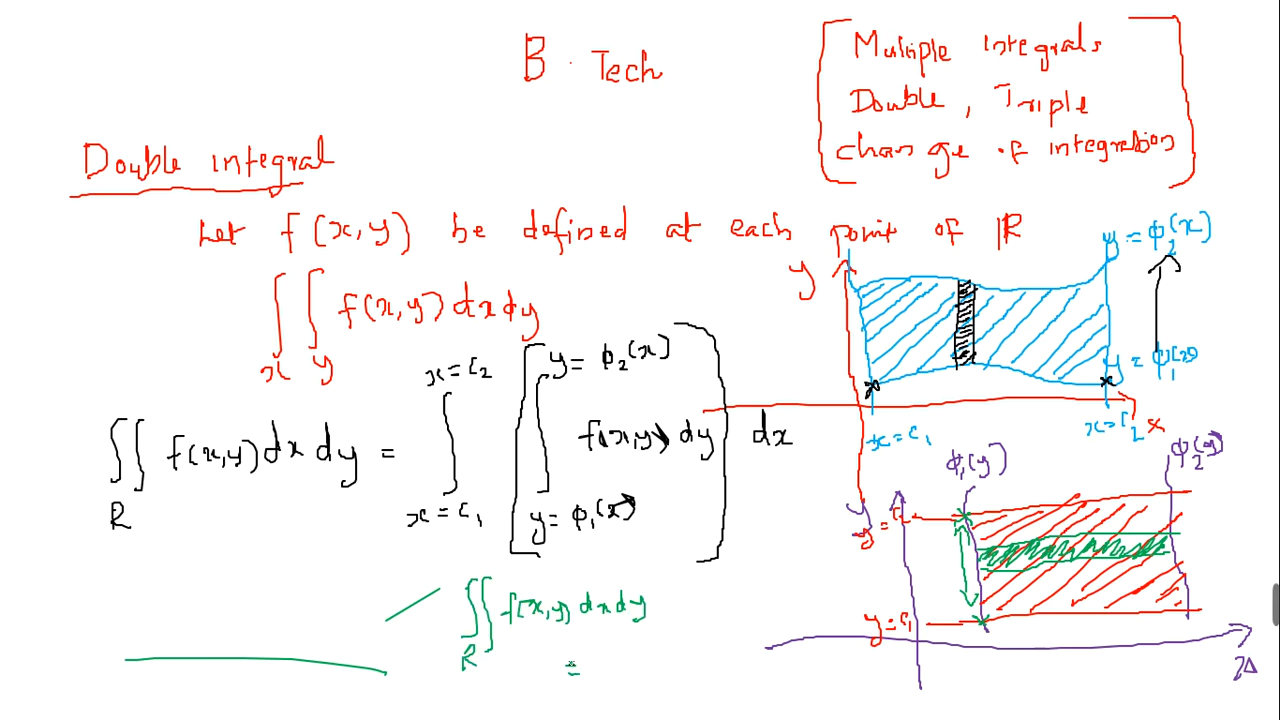 B. Tech
Multiple integrals
Double, Triple
change of integration
Double integral
Let f(x,y) be defined at each point of R
∫ ∫ f(x,y) dx dy
x y
y
y = φ₂(x)
y = φ₁(x)
x = c₁
x = c₂
x
∬ f(x,y) dx dy = ∫ [ ∫ f(x,y) dy ] dx
R
x = c₂
x = c₁
y = φ₂(x)
y = φ₁(x)
φ₁(y)
φ₂(y)
y
y = c₂
y = c₁
∬ f(x,y) dx dy
R
=